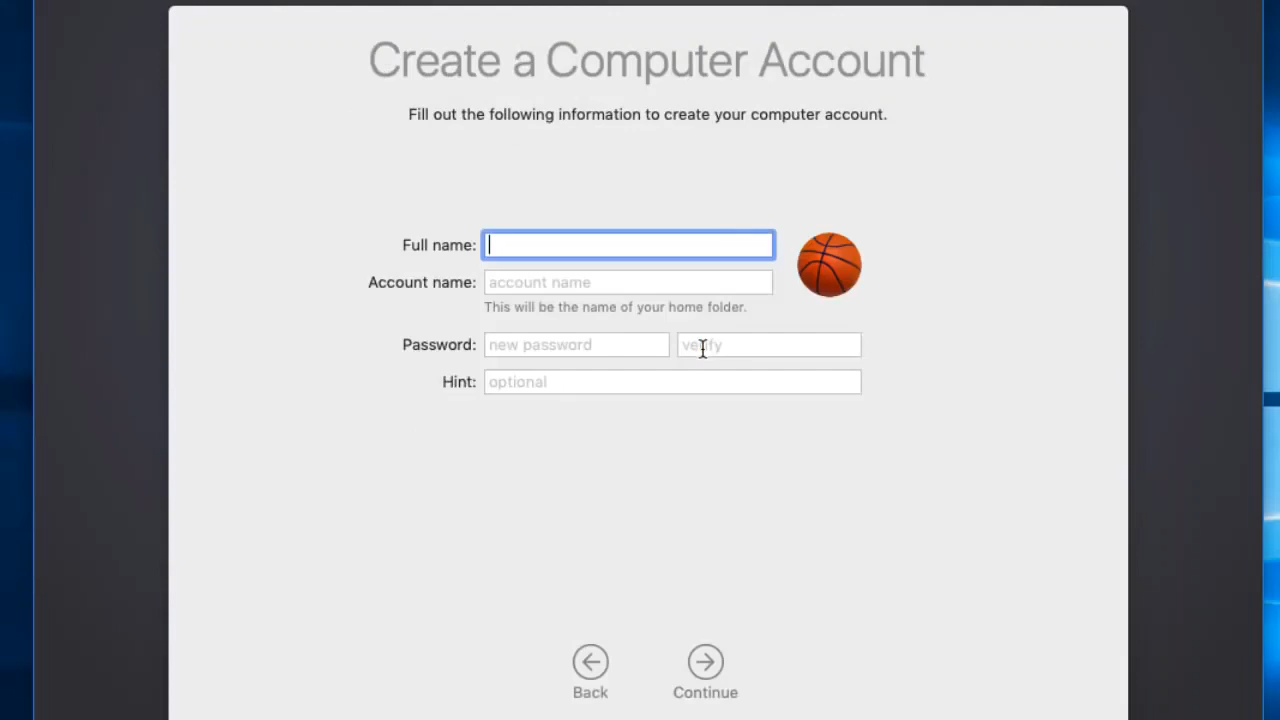 Create a Computer Account
Fill out the following information to create your computer account.
Full name:
Account name: account name
This will be the name of your home folder.
Password: new password verify
Hint: optional
Back Continue